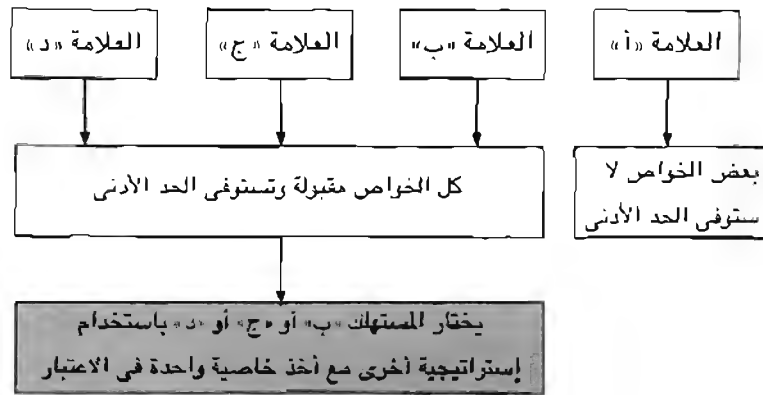 العلامة «أ»
العلامة «ب»
العلامة «ج»
العلامة «د»
بعض الخواص لا
ستوفى الحد الأدنى
كل الخواص مقبولة وتستوفى الحد الأدنى
يختار المستهلك «ب» أو «ج» أو «د» باستخدام
إستراتيجية أخرى مع أخذ خاصية واحدة فى الاعتبار